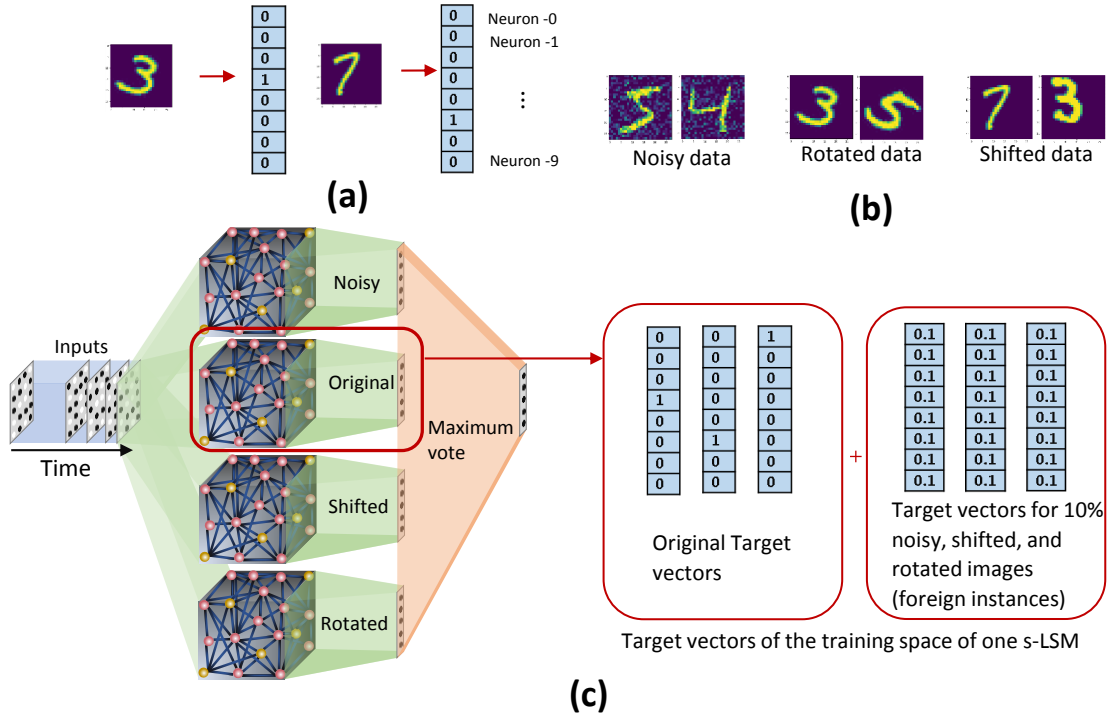 0
0
0
1
0
0
0
0
0
0
0
0
0
1
0
0
Neuron -0
Neuron -1
⋮
Neuron -9
(a)
Noisy data
Rotated data
Shifted data
(b)
Inputs
Time
Noisy
Original
Shifted
Rotated
Maximum
vote
0 0 1
0 0 0
0 0 0
1 0 0
0 0 0
0 1 0
0 0 0
0 0 0
Original Target
vectors
+
0.1 0.1 0.1
0.1 0.1 0.1
0.1 0.1 0.1
0.1 0.1 0.1
0.1 0.1 0.1
0.1 0.1 0.1
0.1 0.1 0.1
0.1 0.1 0.1
Target vectors for 10%
noisy, shifted, and
rotated images
(foreign instances)
Target vectors of the training space of one s-LSM
(c)